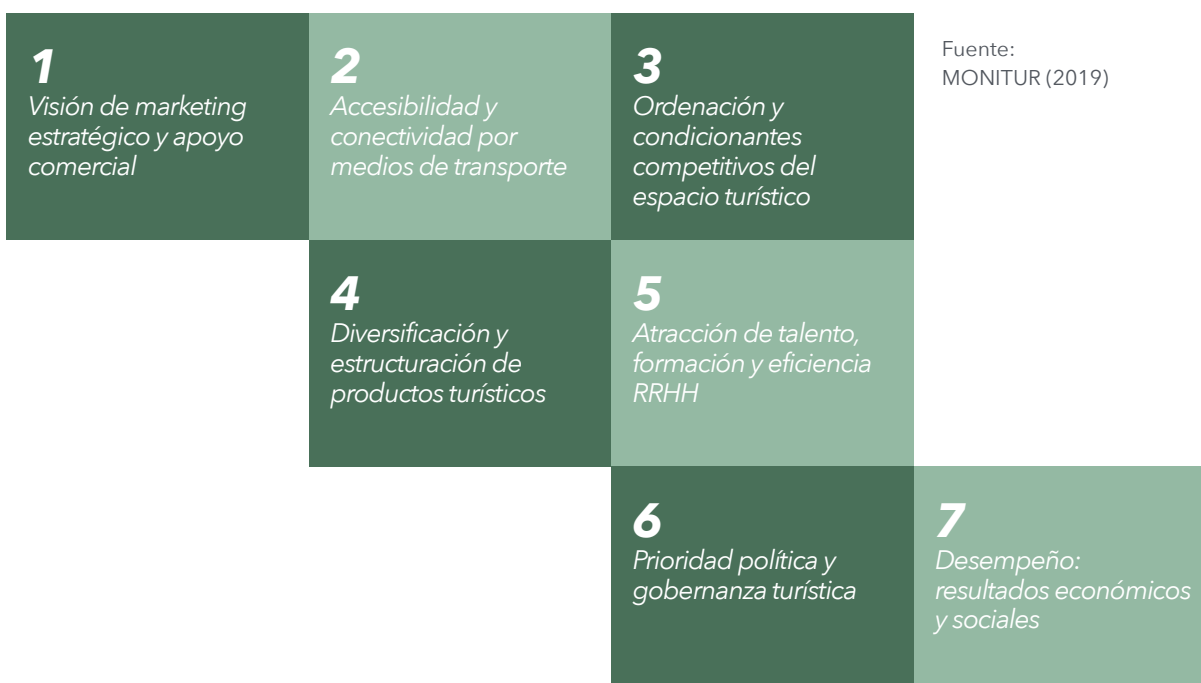 1
Visión de marketing
estratégico y apoyo
comercial
2
Accesibilidad y
conectividad por
medios de transporte
3
Ordenación y
condicionantes
competitivos del
espacio turístico
Fuente:
MONITUR (2019)
4
Diversificación y
estructuración de
productos turísticos
5
Atracción de talento,
formación y eficiencia
RRHH
6
Prioridad política y
gobernanza turística
7
Desempeño:
resultados económicos
y sociales